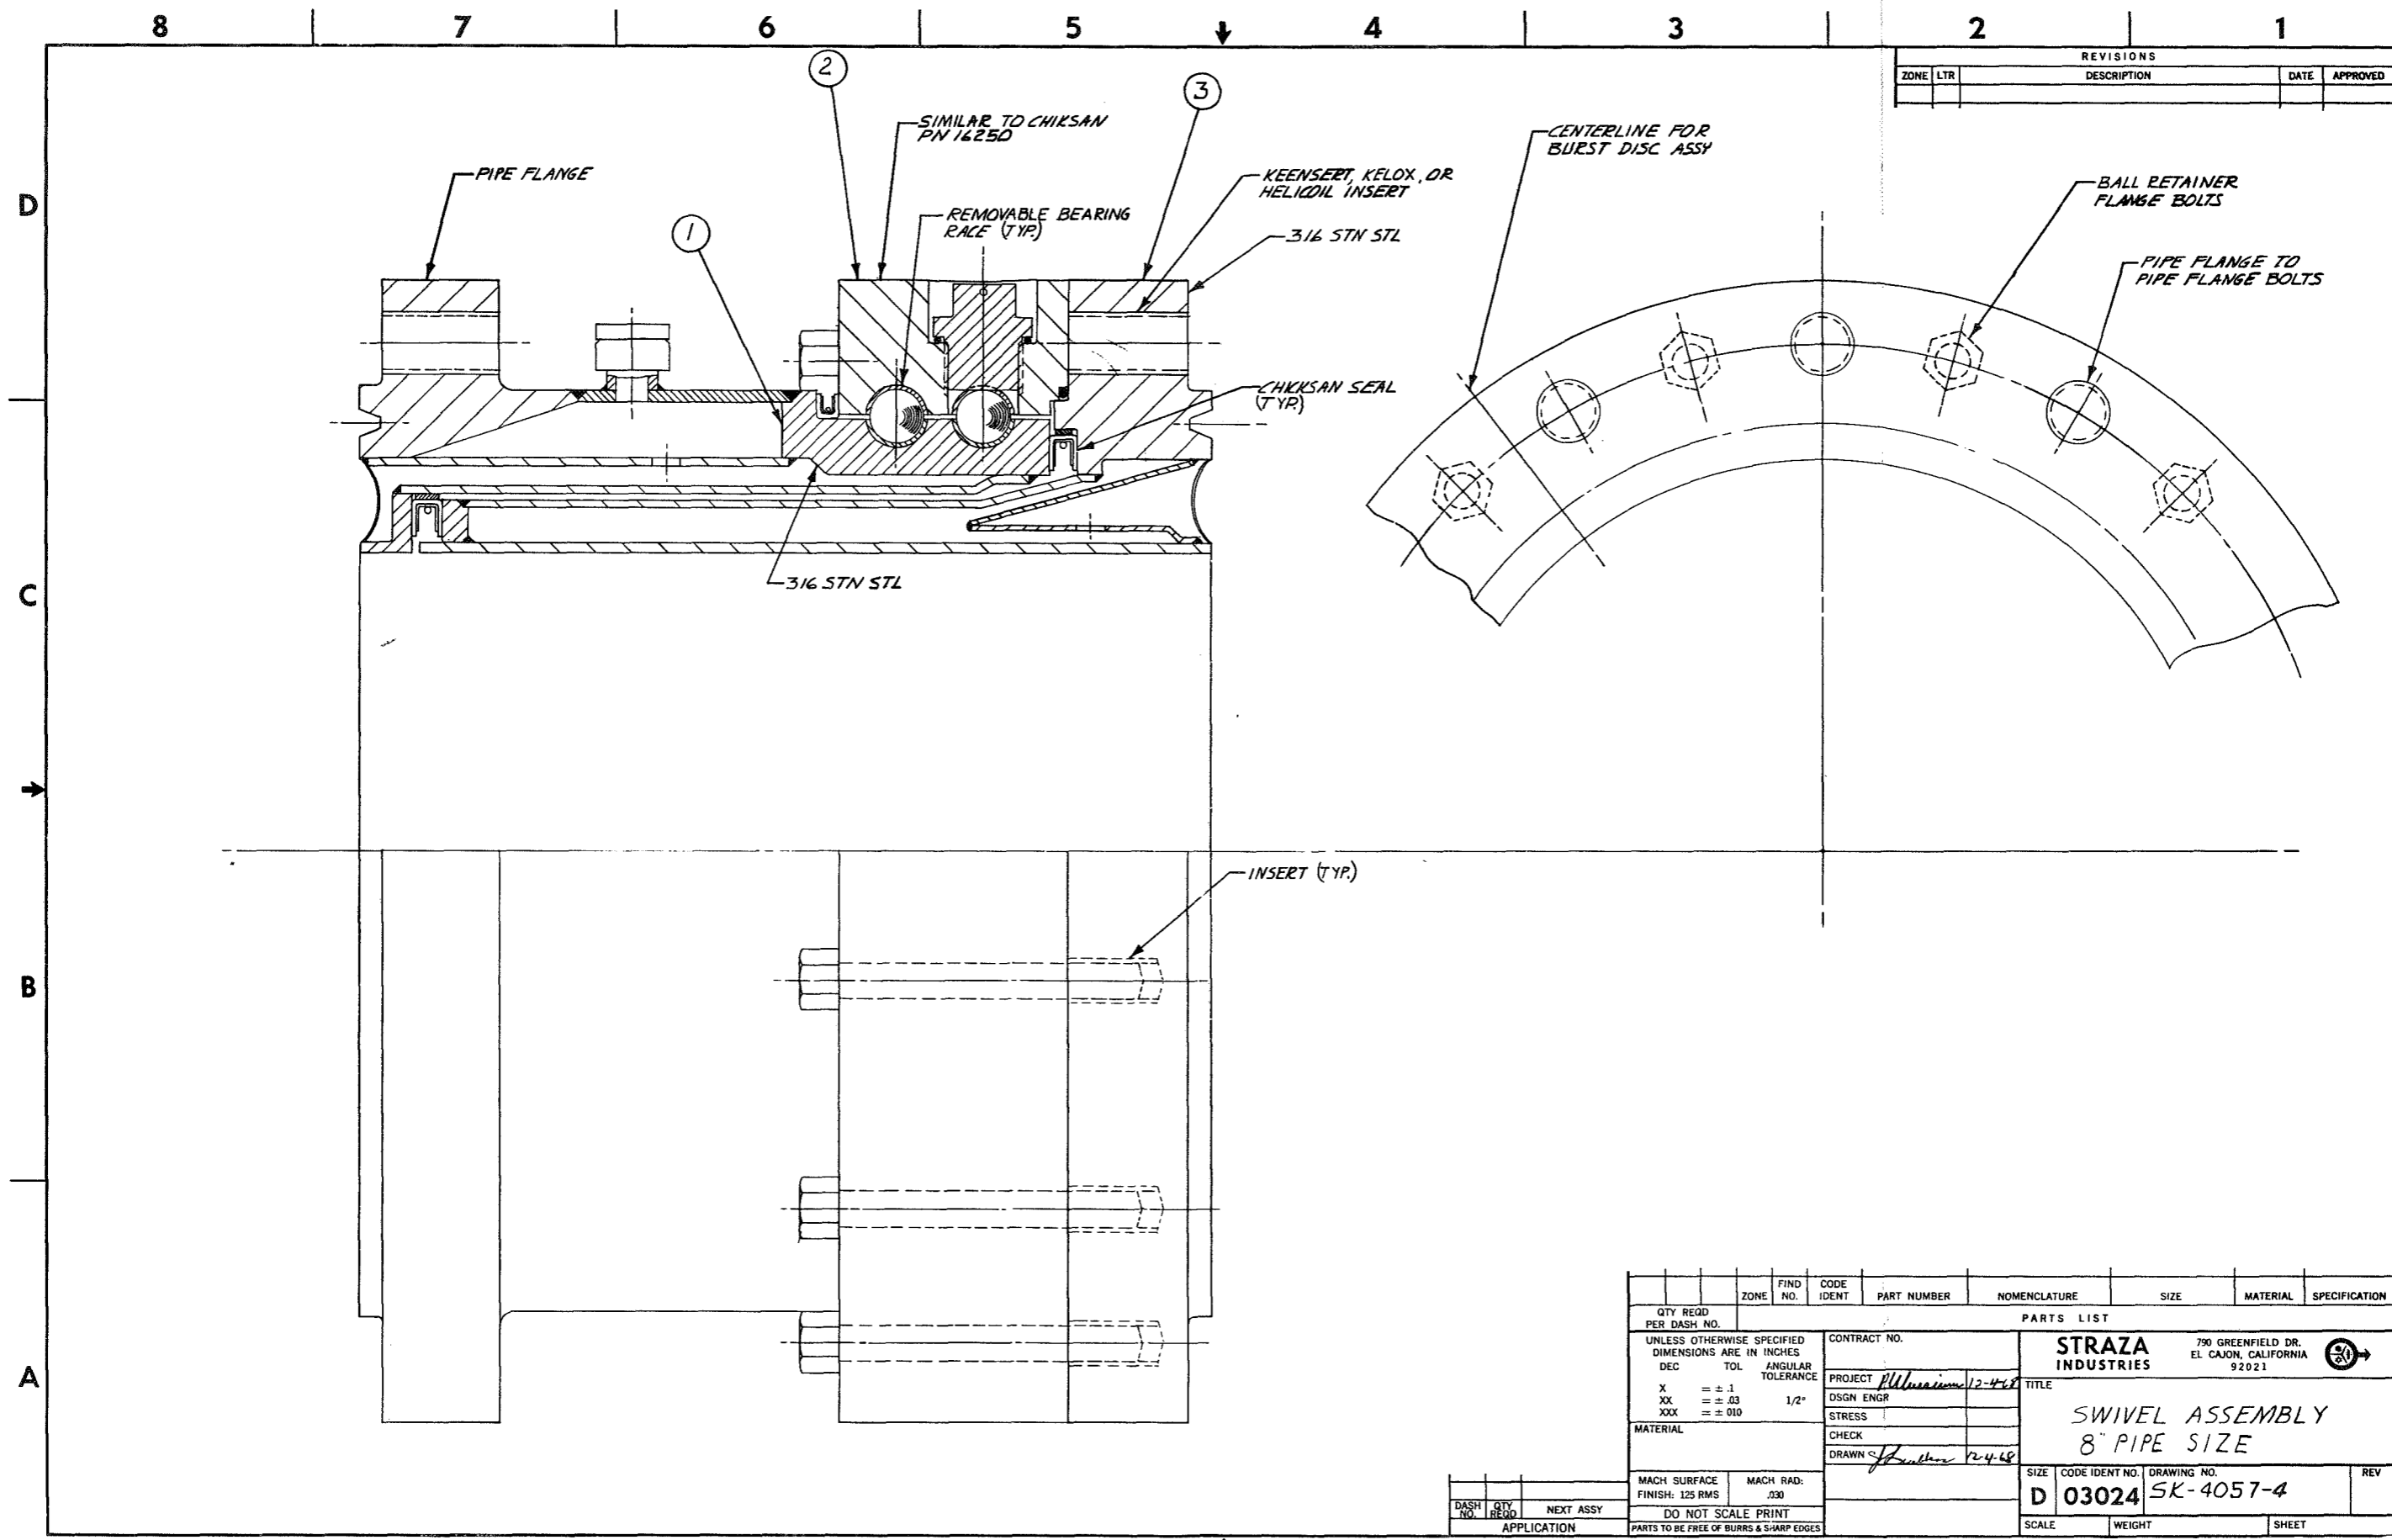 8 7 6 5 4 3 2 1
REVISIONS
ZONE LTR DESCRIPTION DATE APPROVED
D
C
B
A
2
3
1
SIMILAR TO CHIKSAN
PN 16250
PIPE FLANGE
KEENSERT, KELOX, OR
HELICOIL INSERT
REMOVABLE BEARING
RACE (TYP.)
316 STN STL
CHICKSAN SEAL
(TYP.)
316 STN STL
CENTERLINE FOR
BURST DISC ASSY
BALL RETAINER
FLANGE BOLTS
PIPE FLANGE TO
PIPE FLANGE BOLTS
INSERT (TYP.)
ZONE FIND NO. CODE IDENT PART NUMBER NOMENCLATURE SIZE MATERIAL SPECIFICATION
QTY REQD
PER DASH NO.
PARTS LIST
UNLESS OTHERWISE SPECIFIED
DIMENSIONS ARE IN INCHES
DEC TOL ANGULAR
TOLERANCE
X = ± .1
XX = ± .03 1/2°
XXX = ± 010
MATERIAL
MACH SURFACE
FINISH: 125 RMS
MACH RAD:
.030
DO NOT SCALE PRINT
PARTS TO BE FREE OF BURRS & SHARP EDGES
CONTRACT NO.
PROJECT 12-4-68
DSGN ENGR
STRESS
CHECK
DRAWN 12-4-68
STRAZA
INDUSTRIES
790 GREENFIELD DR.
EL CAJON, CALIFORNIA
92021
TITLE
SWIVEL ASSEMBLY
8" PIPE SIZE
SIZE CODE IDENT NO. DRAWING NO. REV
D 03024 SK-4057-4
SCALE WEIGHT SHEET
DASH NO. QTY REQD NEXT ASSY
APPLICATION